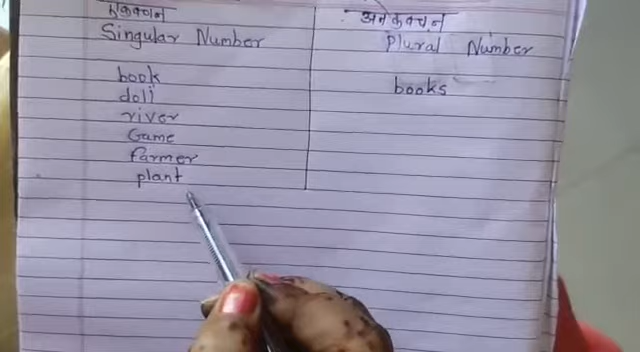 एकवचन
Singular Number
book
doll
river
Game
farmer
plant
अनेकवचन
Plural Number
books